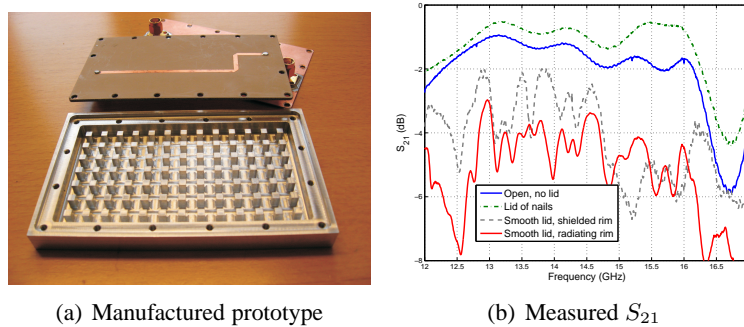 0
−2
−4
−6
−8
S21 (dB)
Open, no lid
Lid of nails
Smooth lid, shielded rim
Smooth lid, radiating rim
12 12.5 13 13.5 14 14.5 15 15.5 16 16.5
Frequency (GHz)
(a) Manufactured prototype
(b) Measured S21